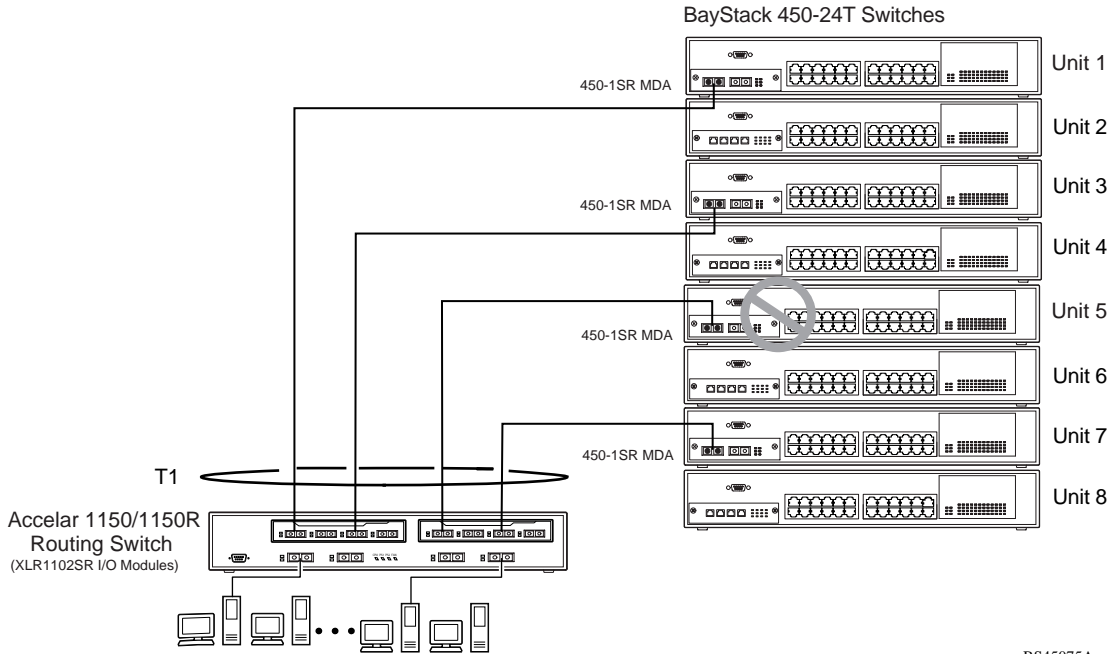 BayStack 450-24T Switches
450-1SR MDA
Unit 1
Unit 2
450-1SR MDA
Unit 3
Unit 4
450-1SR MDA
Unit 5
Unit 6
450-1SR MDA
Unit 7
Unit 8
T1
Accelar 1150/1150R
Routing Switch
(XLR1102SR I/O Modules)